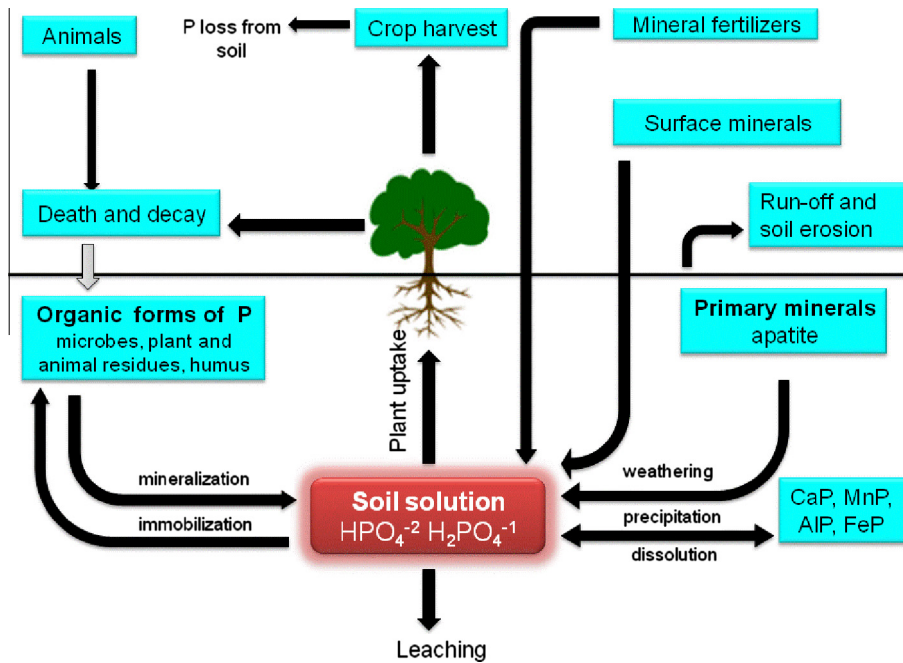 Animals
P loss from
soil
Crop harvest
Mineral fertilizers
Surface minerals
Death and decay
Run-off and
soil erosion
Organic forms of P
microbes, plant and
animal residues, humus
Primary minerals
apatite
Plant uptake
mineralization
immobilization
Soil solution
HPO₄⁻² H₂PO₄⁻¹
weathering
precipitation
dissolution
CaP, MnP,
AlP, FeP
Leaching